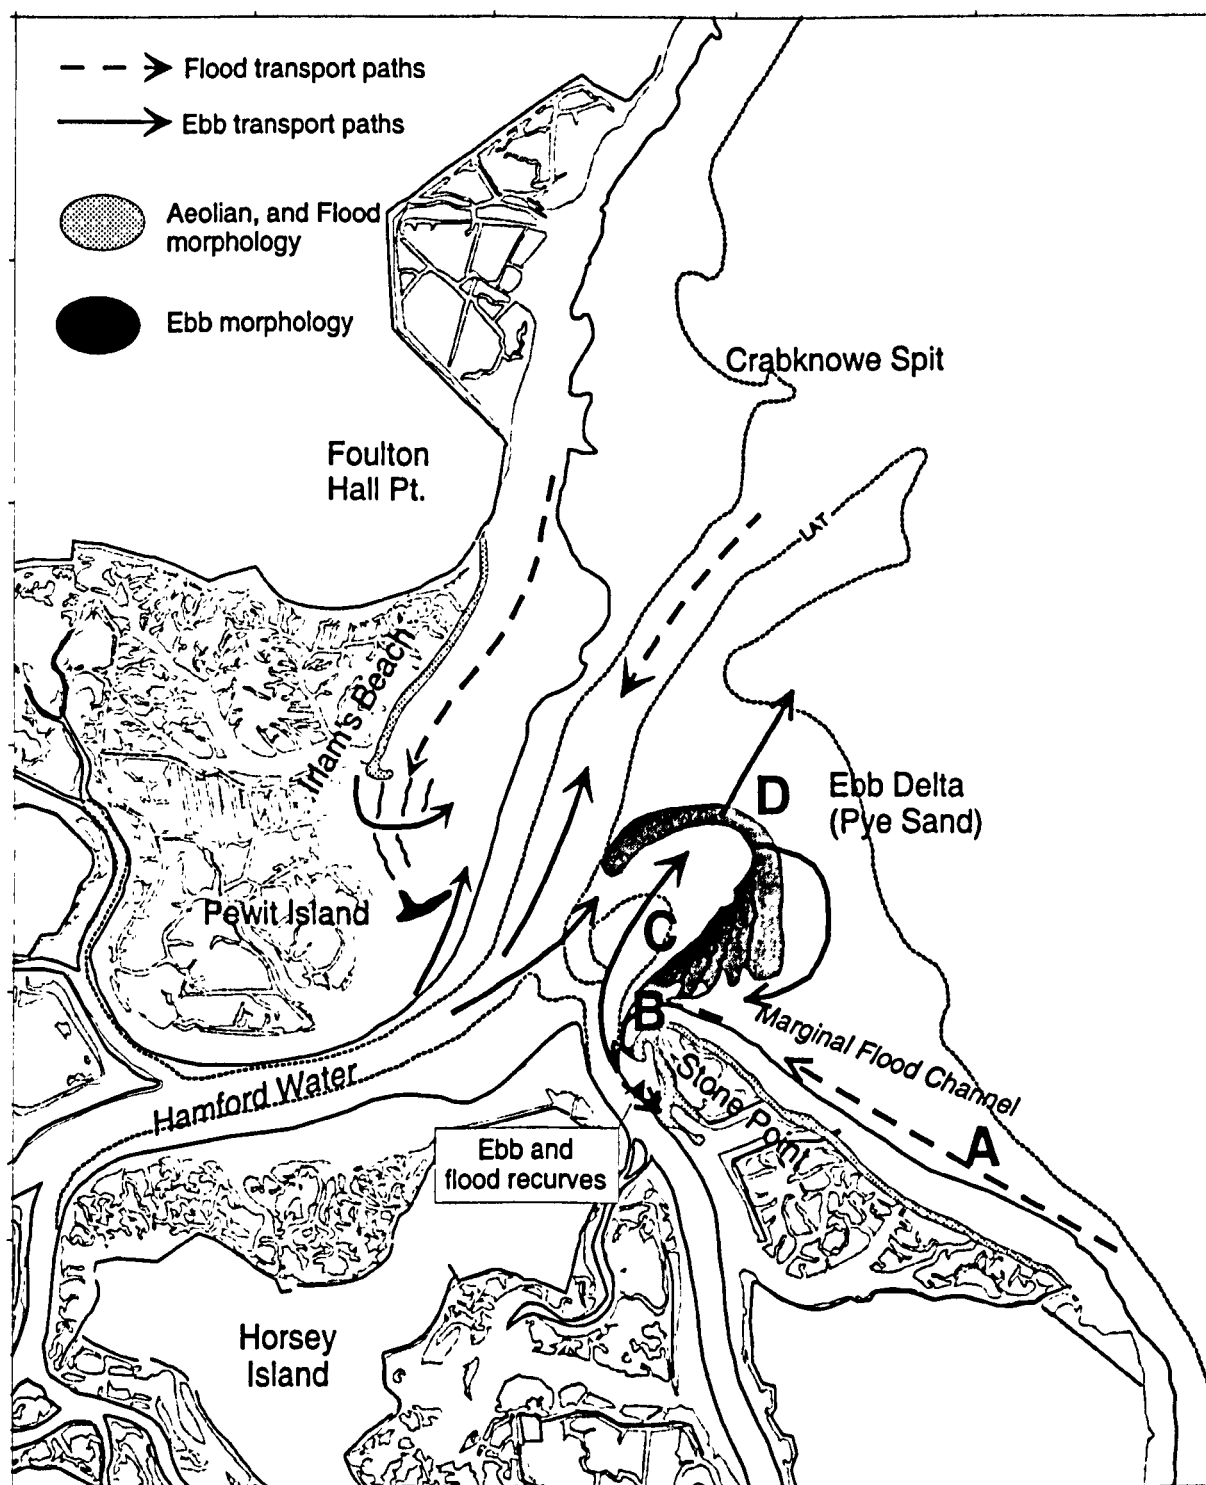 Flood transport paths
Ebb transport paths
Aeolian, and Flood
morphology
Ebb morphology
Crabknowe Spit
Foulton
Hall Pt.
LAT
Irlam's Beach
D
Ebb Delta
(Pye Sand)
Pewit Island
C
B
Marginal Flood Channel
Stone Point
Hamford Water
A
Ebb and
flood recurves
Horsey
Island